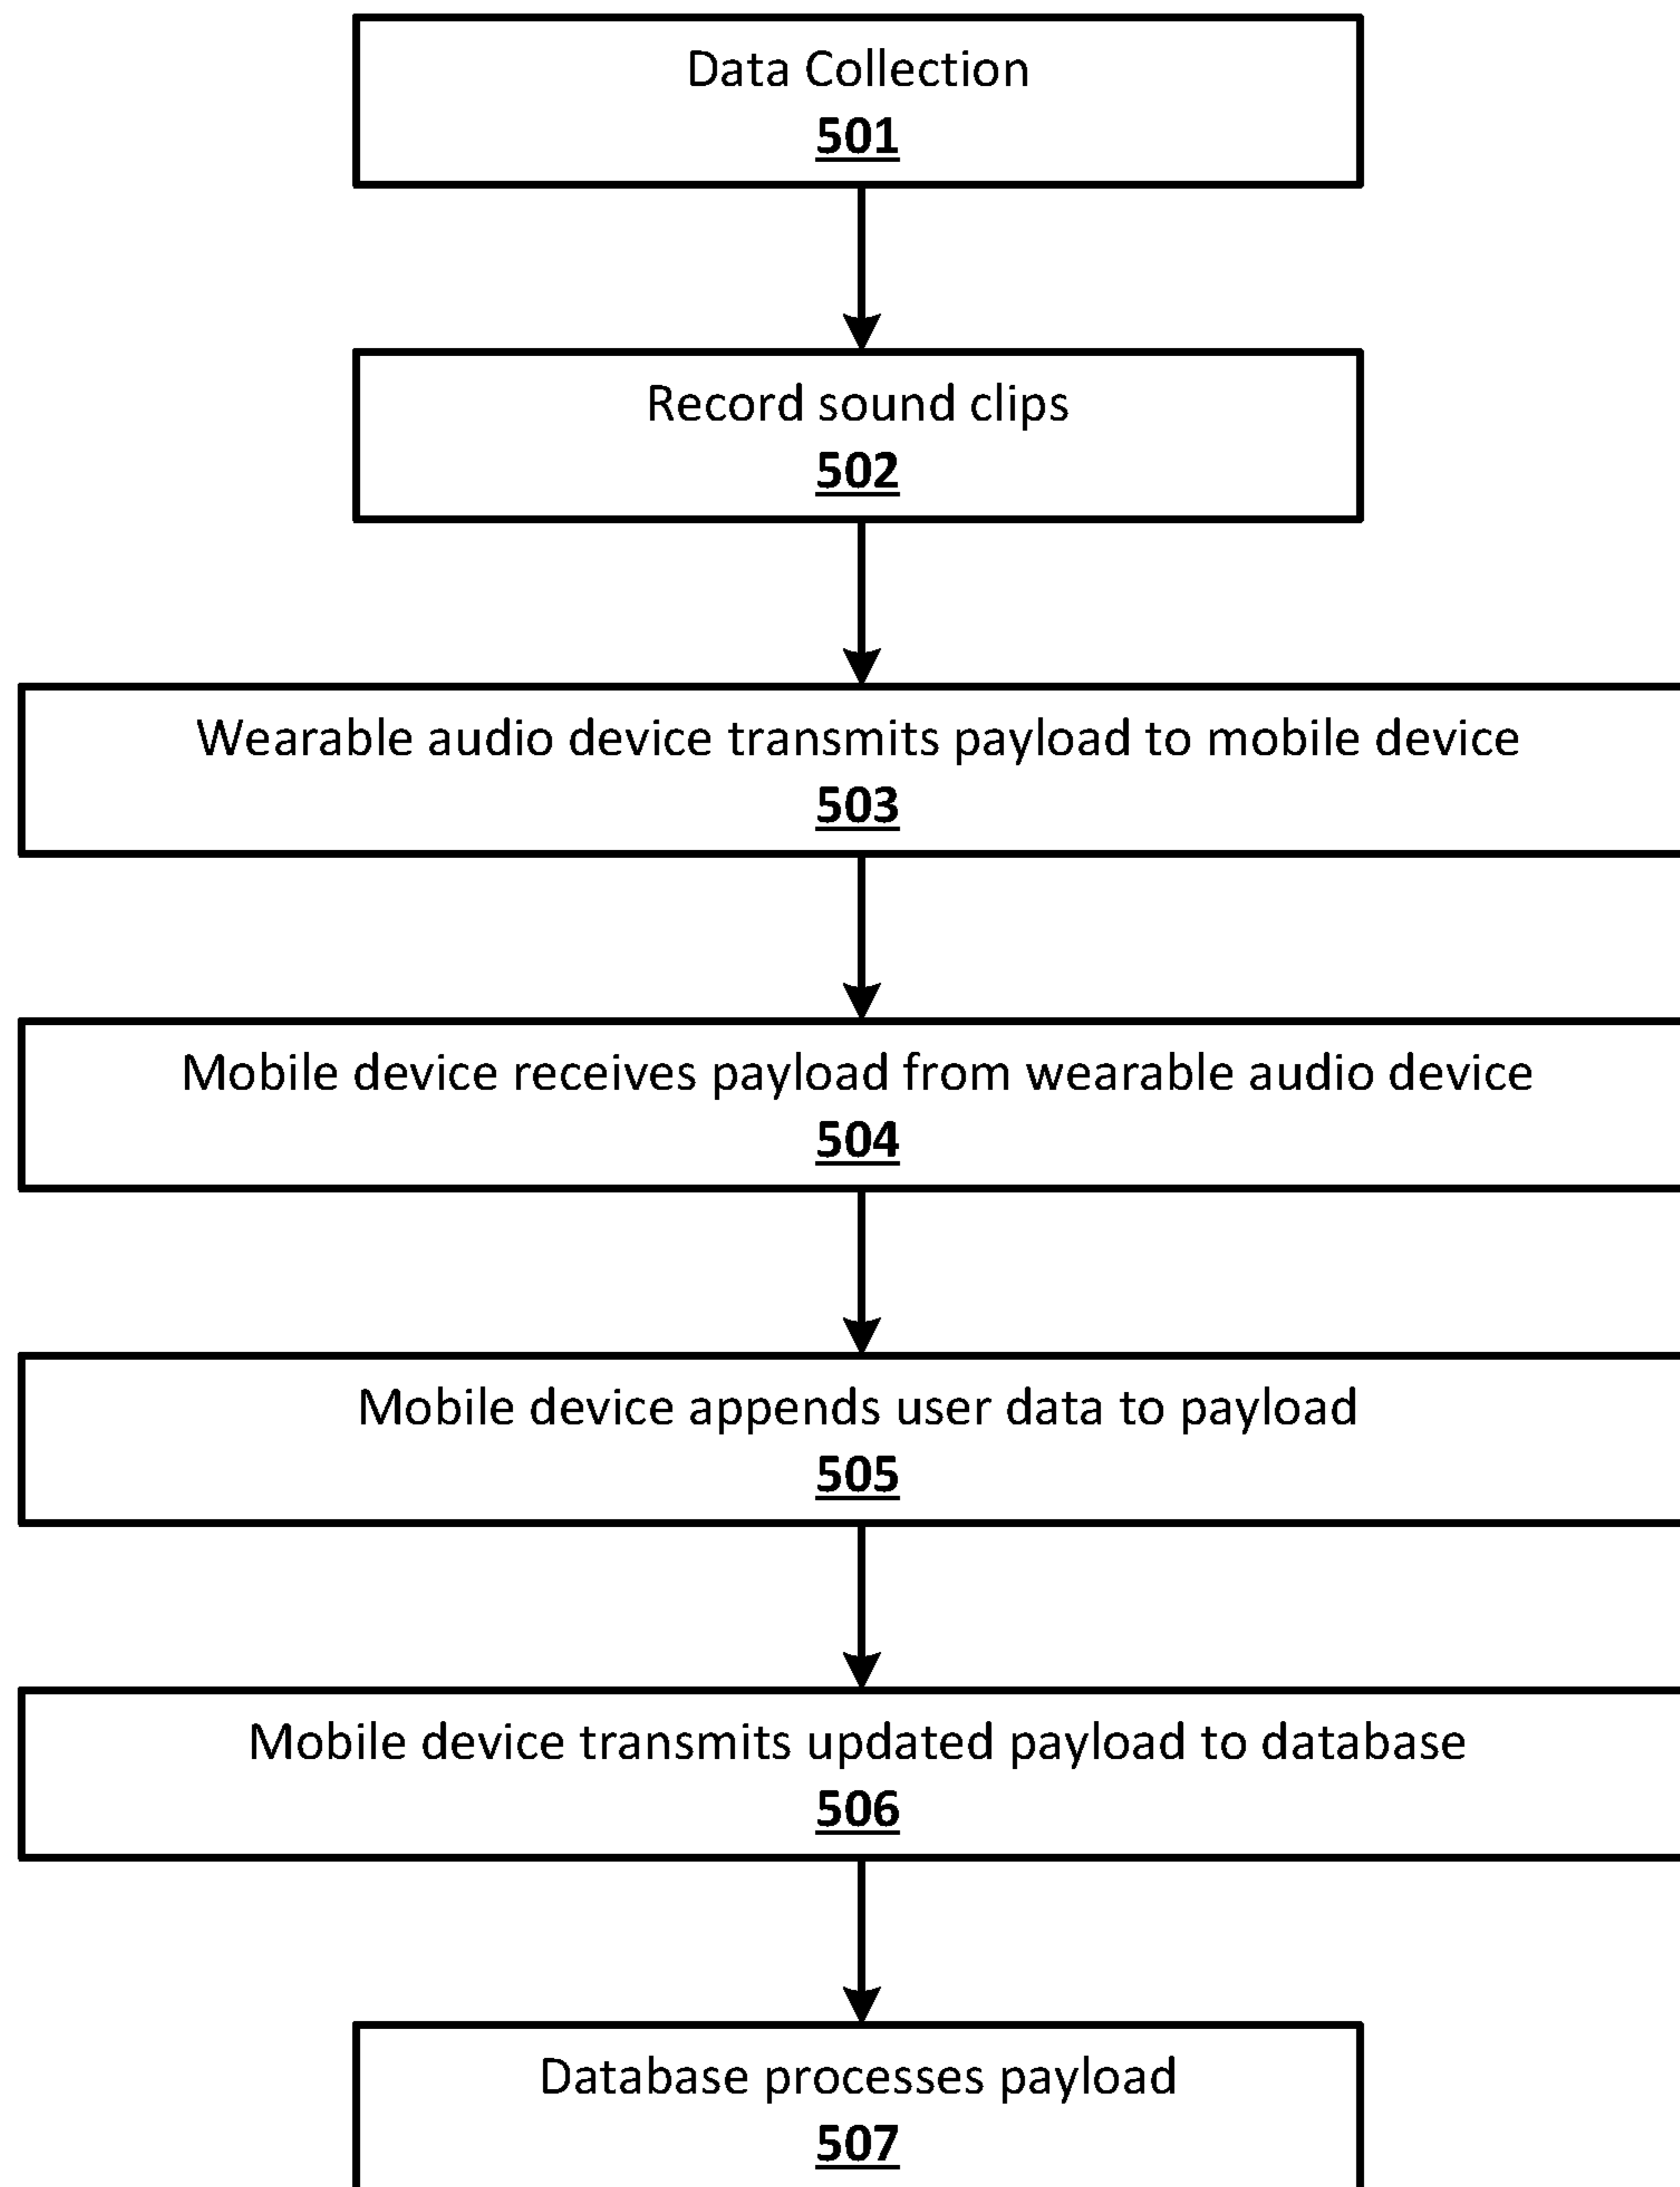 Data Collection
501
Record sound clips
502
Wearable audio device transmits payload to mobile device
503
Mobile device receives payload from wearable audio device
504
Mobile device appends user data to payload
505
Mobile device transmits updated payload to database
506
Database processes payload
507